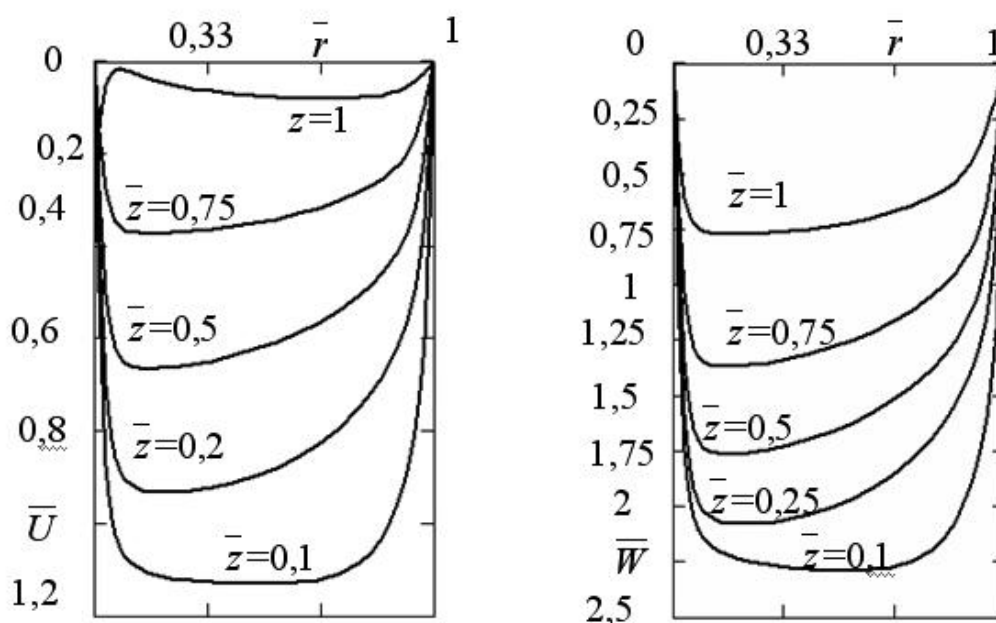 0,33 r̅ 1
0
z=1
0,2
z̅=0,75
0,4
z̅=0,5
0,6
z̅=0,2
0,8
U̅
z̅=0,1
1,2
0 0,33 r̅ 1
0,25
0,5
z̅=1
0,75
1
z̅=0,75
1,25
1,5
z̅=0,5
1,75
z̅=0,25
2
W̅
z̅=0,1
2,5